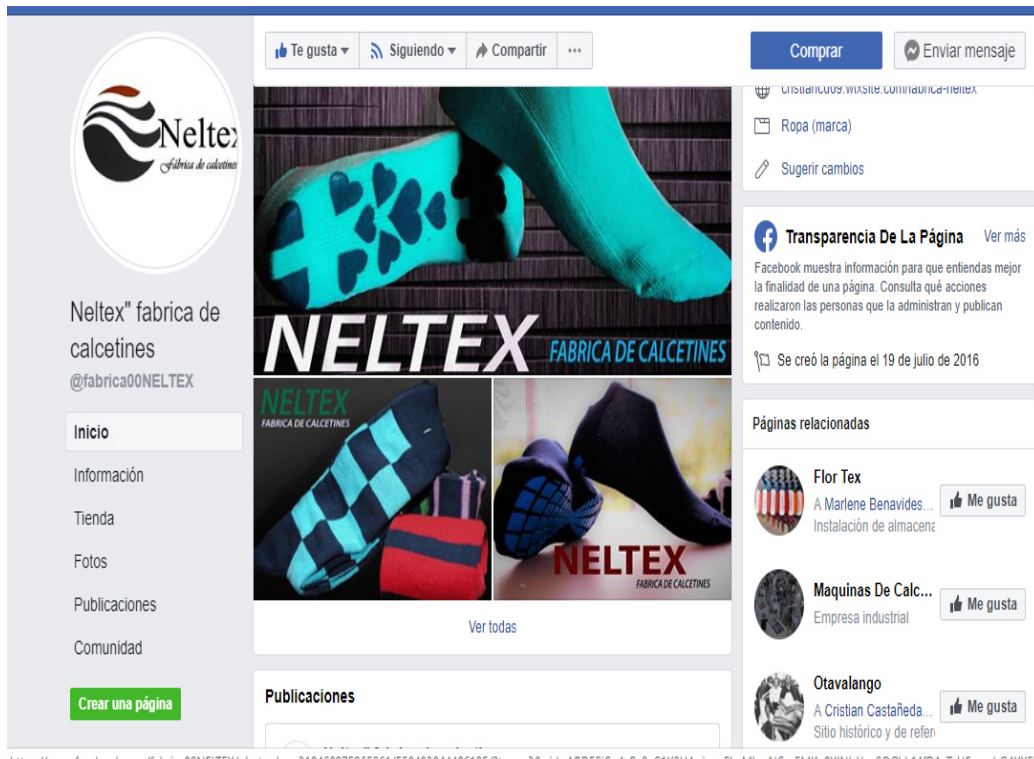 Te gusta
Siguiendo
Compartir
Comprar
Enviar mensaje
Neltex
Fábrica de calcetines
Neltex" fabrica de
calcetines
@fabrica00NELTEX
Inicio
Información
Tienda
Fotos
Publicaciones
Comunidad
Crear una página
NELTEX FABRICA DE CALCETINES
NELTEX
FABRICA DE CALCETINES
NELTEX
FABRICA DE CALCETINES
Ver todas
Publicaciones
Ropa (marca)
Sugerir cambios
Transparencia De La Página Ver más
Facebook muestra información para que entiendas mejor
la finalidad de una página. Consulta qué acciones
realizaron las personas que la administran y publican
contenido.
Se creó la página el 19 de julio de 2016
Páginas relacionadas
Flor Tex
A Marlene Benavides...
Instalación de almacena
Me gusta
Maquinas De Calc...
Empresa industrial
Me gusta
Otavalango
A Cristian Castañeda...
Sitio histórico y de refer
Me gusta